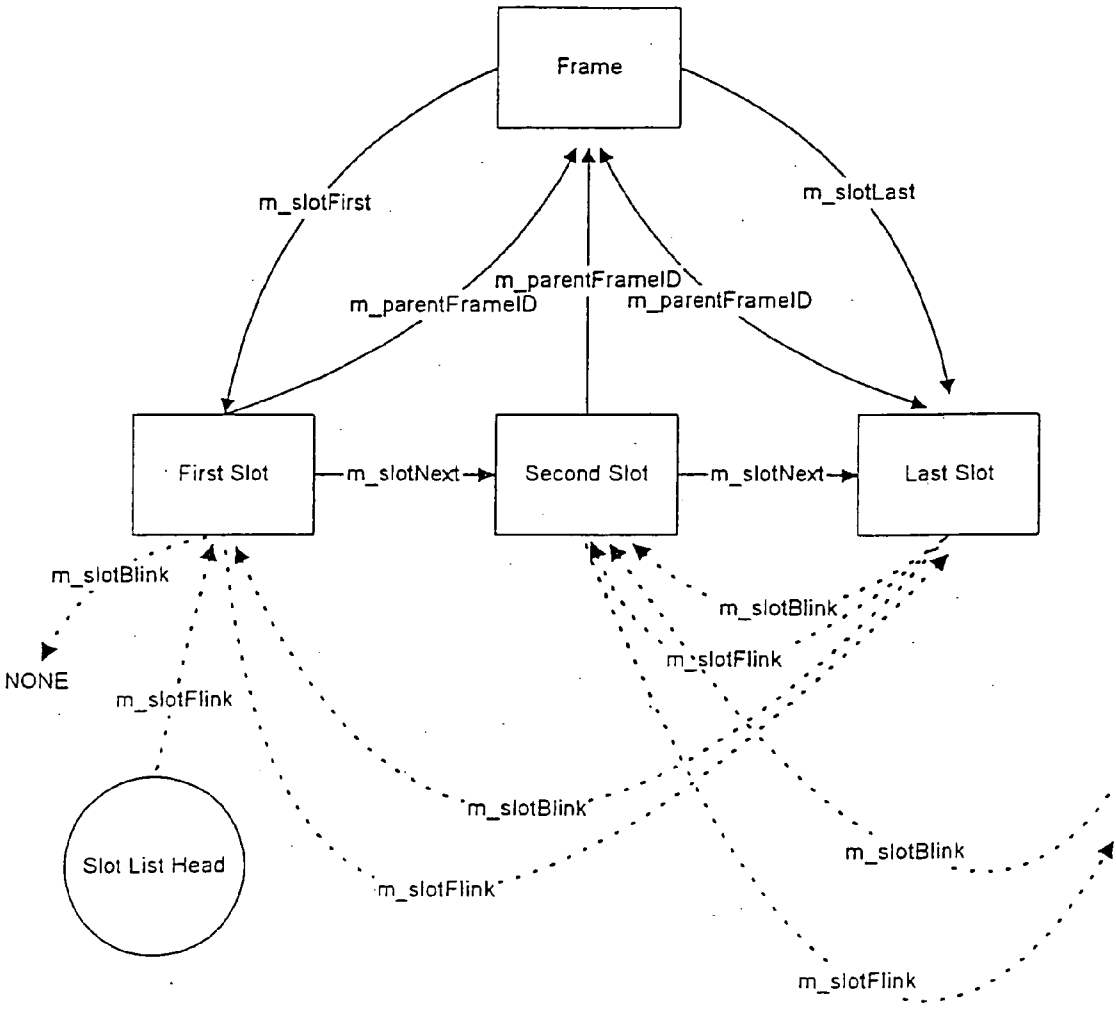 Frame
m_slotFirst
m_slotLast
m_parentFrameID
m_parentFrameID
m_parentFrameID
First Slot
m_slotNext
Second Slot
m_slotNext
Last Slot
m_slotBlink
NONE
m_slotFlink
m_slotBlink
m_slotFlink
m_slotBlink
Slot List Head
m_slotFlink
m_slotBlink
m_slotFlink